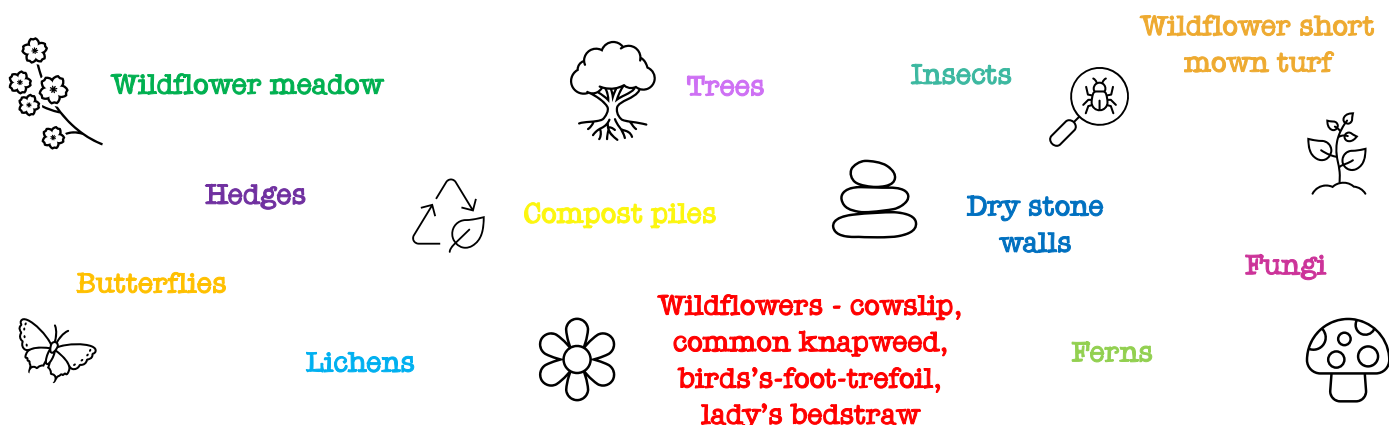 Wildflower short
mown turf
Wildflower meadow
Trees
Insects
Hedges
Compost piles
Dry stone
walls
Butterflies
Fungi
Wildflowers - cowslip,
common knapweed,
birds's-foot-trefoil,
lady's bedstraw
Lichens
Ferns